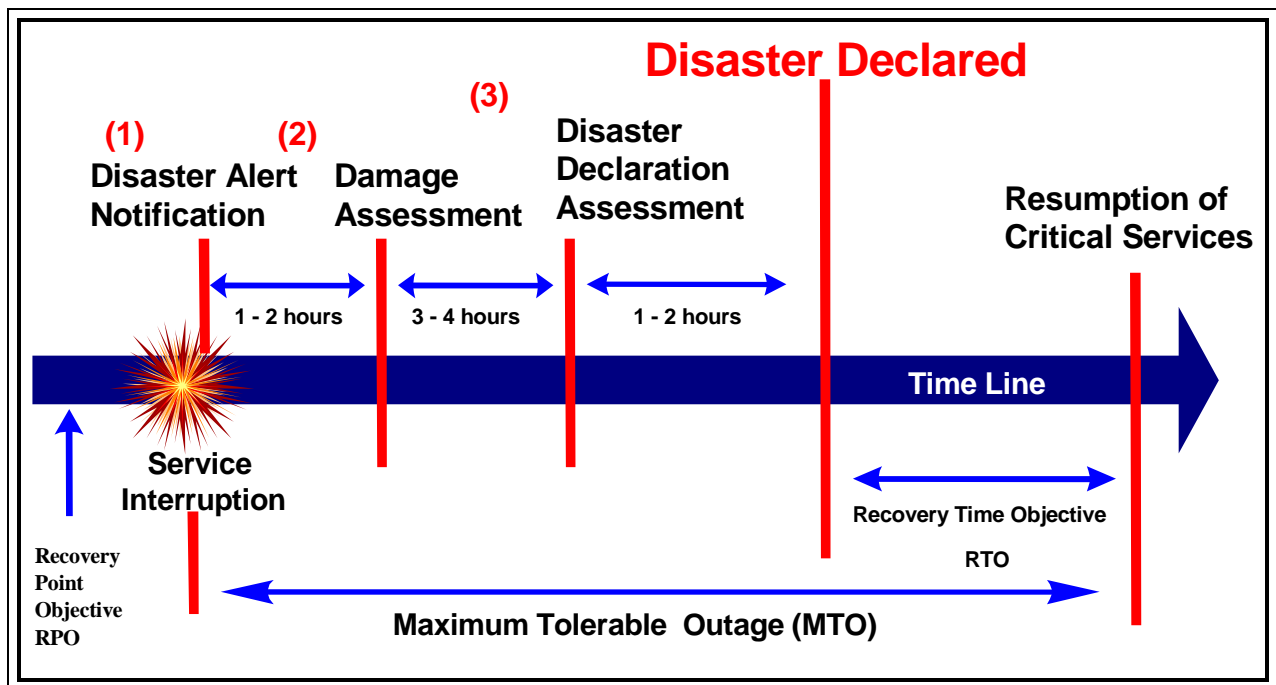 Disaster Declared
(1)
(2)
(3)
Disaster Alert
Notification
Damage
Assessment
Disaster
Declaration
Assessment
Resumption of
Critical Services
1 - 2 hours
3 - 4 hours
1 - 2 hours
Time Line
Service
Interruption
Recovery
Point
Objective
RPO
Recovery Time Objective
RTO
Maximum Tolerable Outage (MTO)